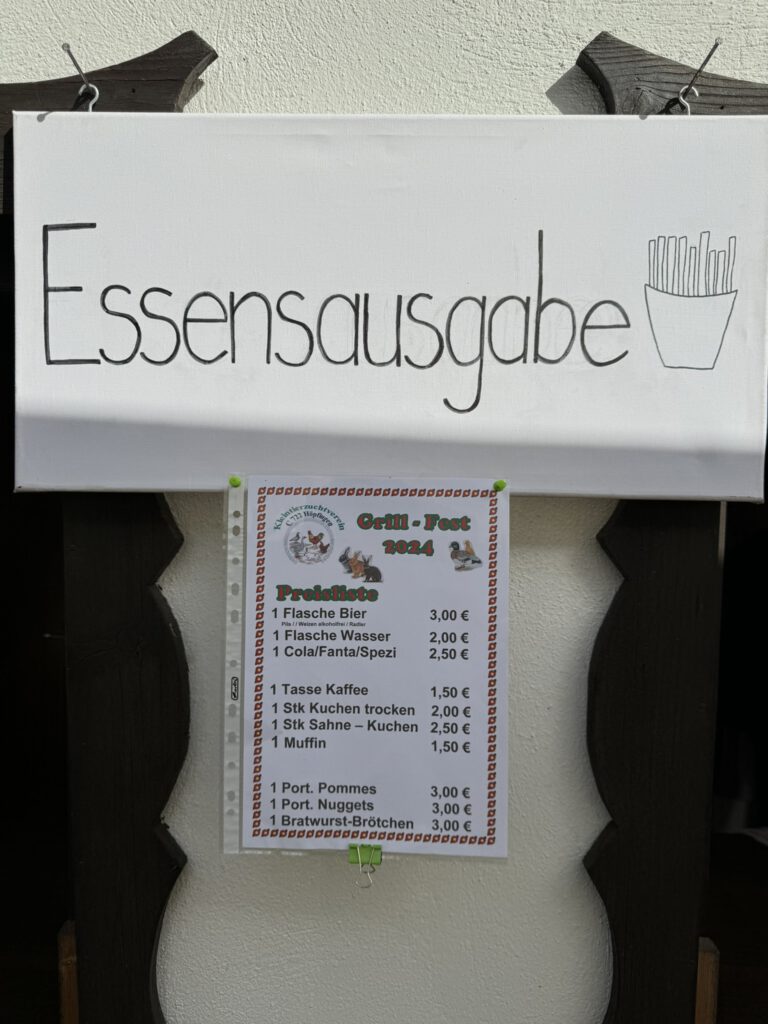 Essensausgabe
Kleintierzuchtverein
C 722 Höpfingen
Grill - Fest
2024
Preisliste
1 Flasche Bier 3,00 €
Pils / / Weizen alkoholfrei / Radler
1 Flasche Wasser 2,00 €
1 Cola/Fanta/Spezi 2,50 €
1 Tasse Kaffee 1,50 €
1 Stk Kuchen trocken 2,00 €
1 Stk Sahne – Kuchen 2,50 €
1 Muffin 1,50 €
1 Port. Pommes 3,00 €
1 Port. Nuggets 3,00 €
1 Bratwurst-Brötchen 3,00 €